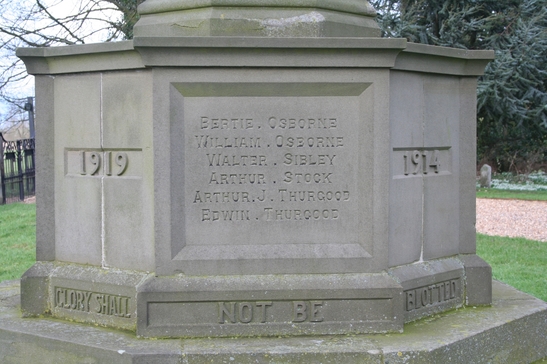 1919
BERTIE . OSBORNE
WILLIAM . OSBORNE
WALTER . SIBLEY
ARTHUR . STOCK
ARTHUR . J . THURGOOD
EDWIN . THURGOOD
1914
GLORY SHALL
NOT BE
BLOTTED